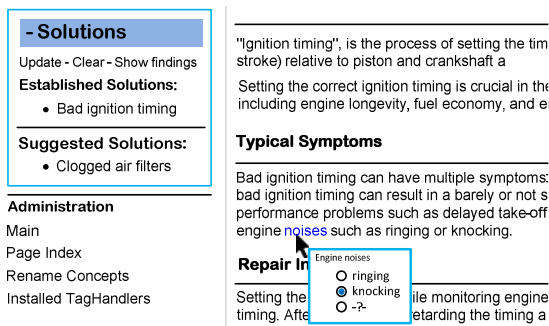 - Solutions
Update - Clear - Show findings
Established Solutions:
• Bad ignition timing
Suggested Solutions:
• Clogged air filters
Administration
Main
Page Index
Rename Concepts
Installed TagHandlers
"Ignition timing", is the process of setting the tim
stroke) relative to piston and crankshaft a
Setting the correct ignition timing is crucial in the
including engine longevity, fuel economy, and e
Typical Symptoms
Bad ignition timing can have multiple symptoms:
bad ignition timing can result in a barely or not s
performance problems such as delayed take-off
engine noises such as ringing or knocking.
Repair In
Engine noises
ringing
knocking
-?-
Setting the ile monitoring engine
timing. Afte etarding the timing a